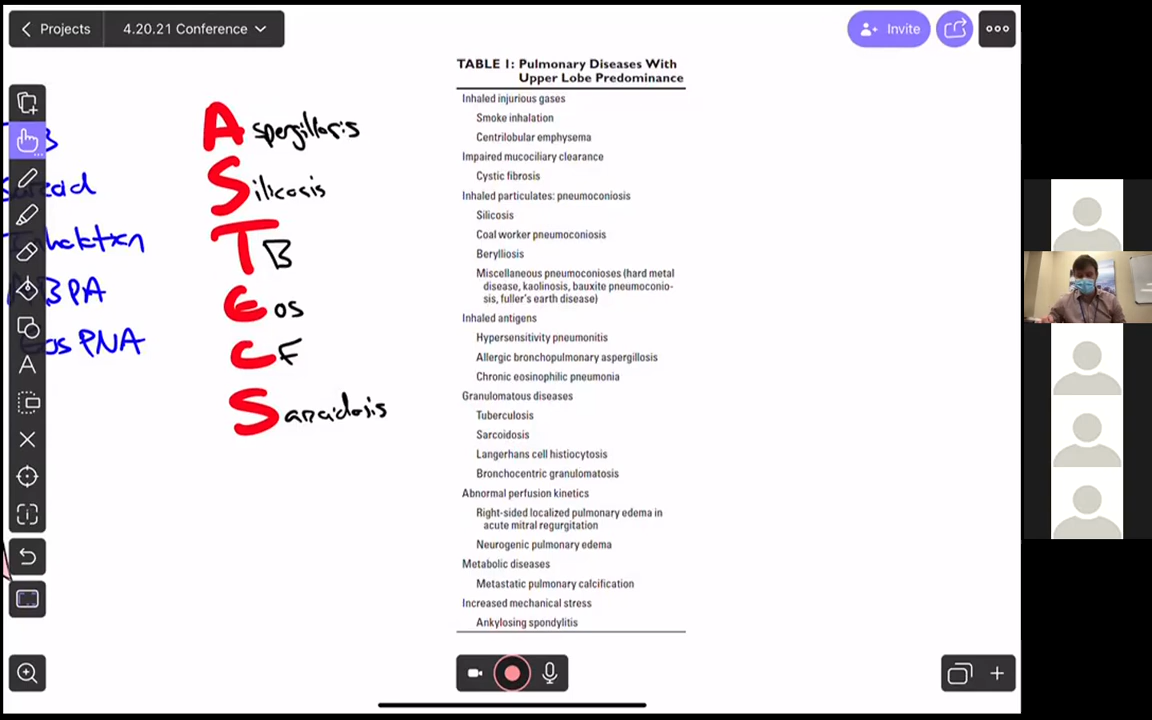 Projects
4.20.21 Conference
Invite
TABLE 1: Pulmonary Diseases With
Upper Lobe Predominance
Inhaled injurious gases
Smoke inhalation
Centrilobular emphysema
Impaired mucociliary clearance
Cystic fibrosis
Inhaled particulates: pneumoconiosis
Silicosis
Coal worker pneumoconiosis
Berylliosis
Miscellaneous pneumoconioses (hard metal
disease, kaolinosis, bauxite pneumoconio-
sis, fuller's earth disease)
Inhaled antigens
Hypersensitivity pneumonitis
Allergic bronchopulmonary aspergillosis
Chronic eosinophilic pneumonia
Granulomatous diseases
Tuberculosis
Sarcoidosis
Langerhans cell histiocytosis
Bronchocentric granulomatosis
Abnormal perfusion kinetics
Right-sided localized pulmonary edema in
acute mitral regurgitation
Neurogenic pulmonary edema
Metabolic diseases
Metastatic pulmonary calcification
Increased mechanical stress
Ankylosing spondylitis
Aspergillosis
Silicosis
TB
Eos
CF
Sarcoidosis
PNA